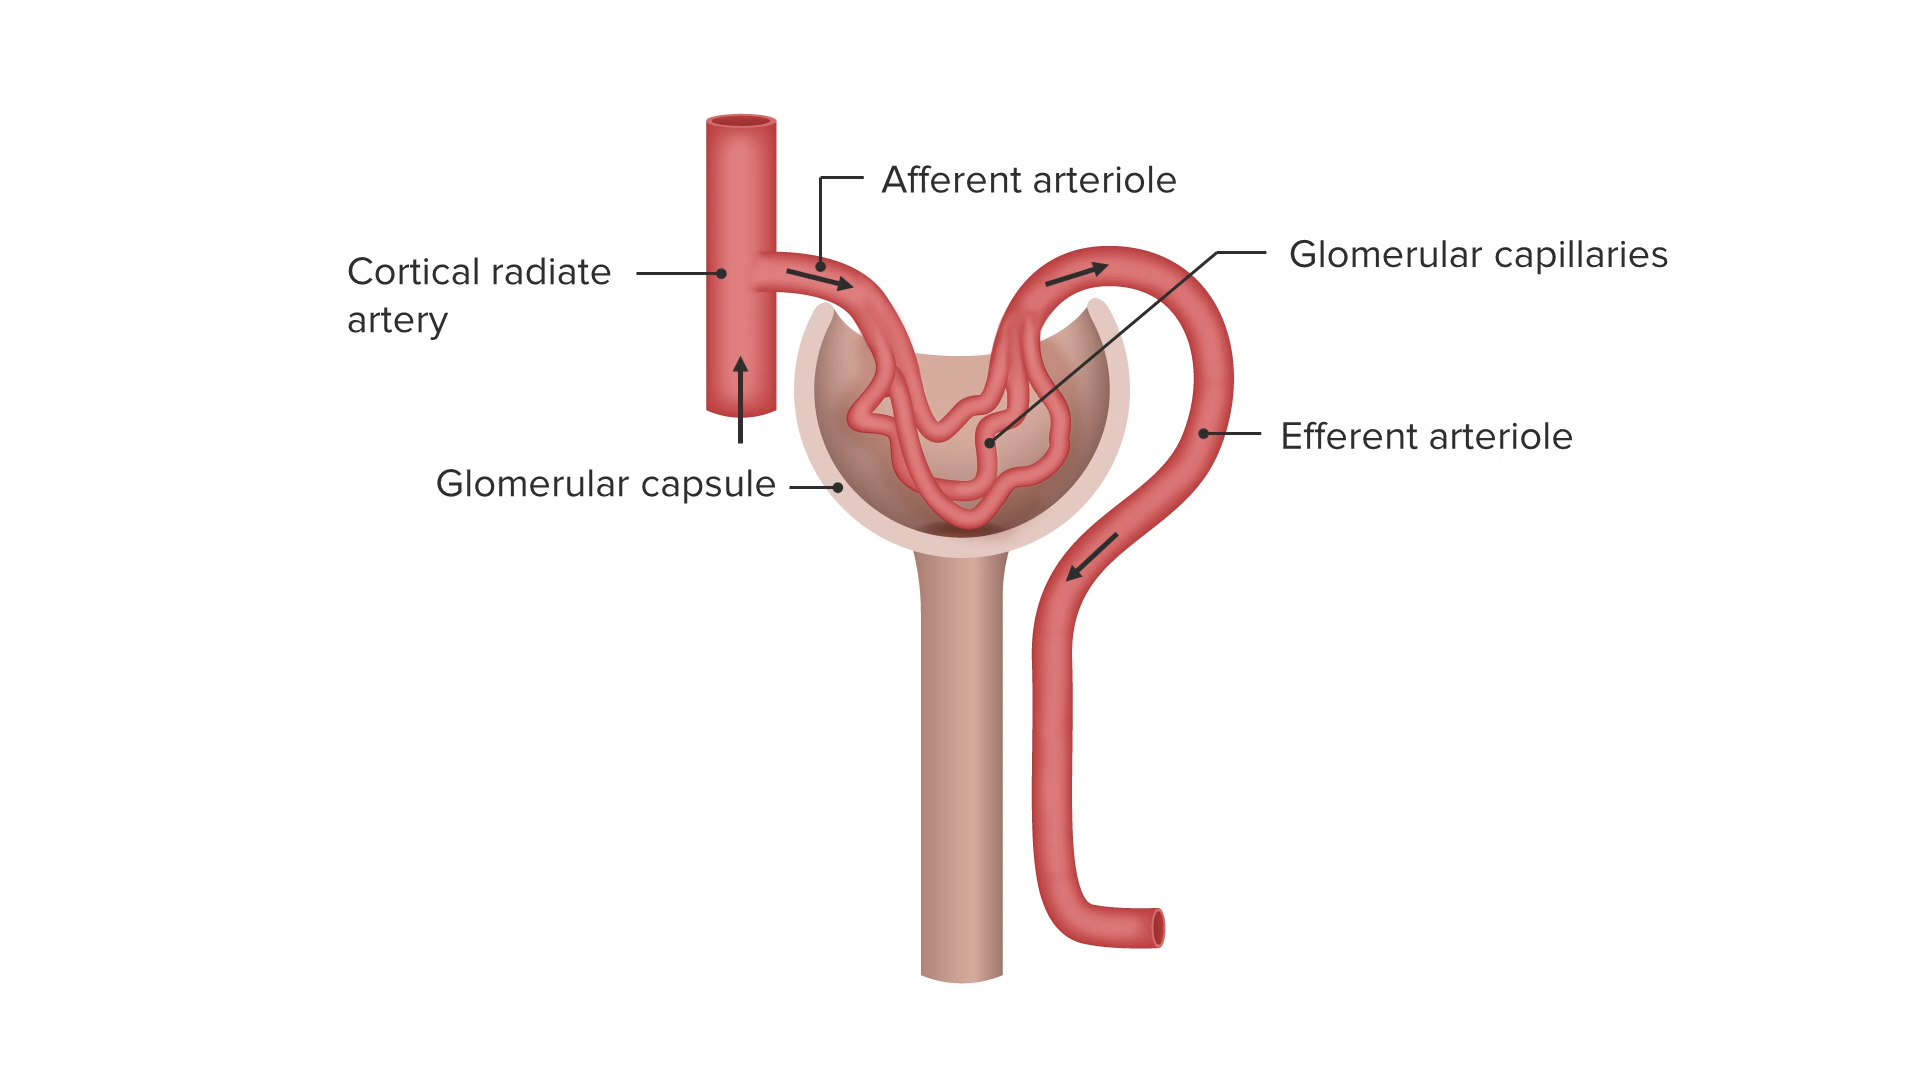 Afferent arteriole
Glomerular capillaries
Cortical radiate
artery
Efferent arteriole
Glomerular capsule